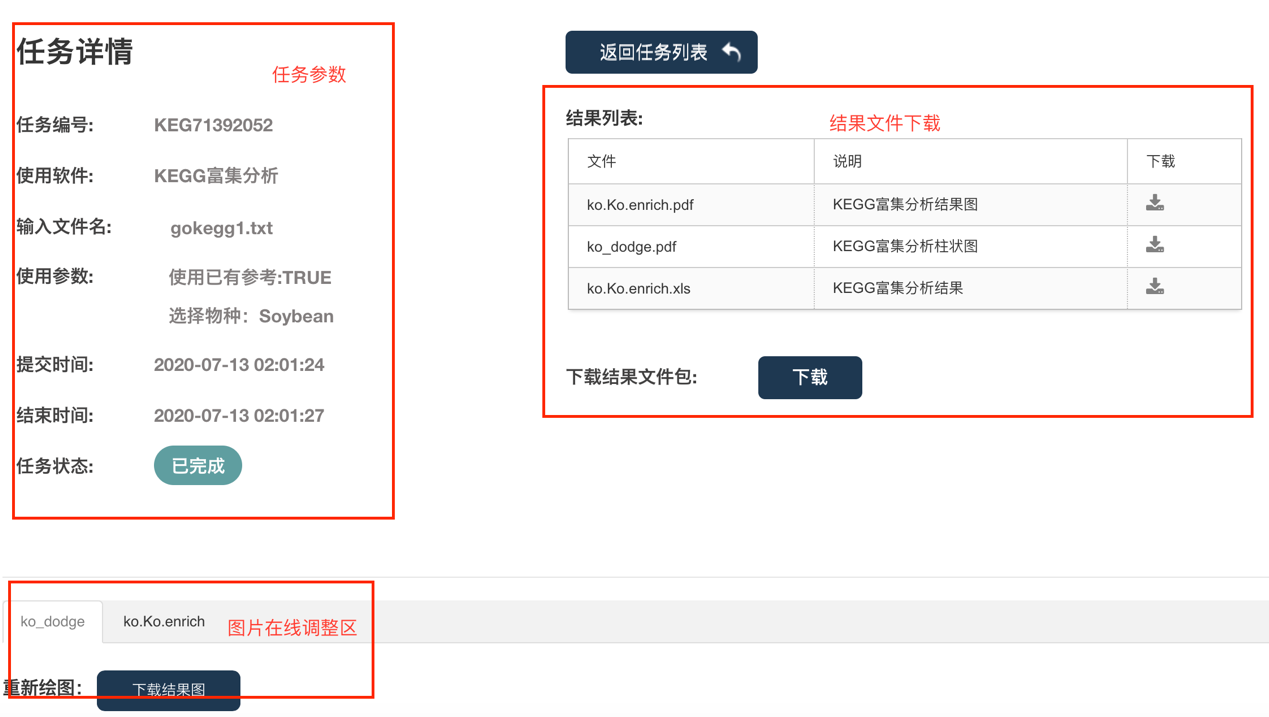 任务详情
任务参数
任务编号: KEG71392052
使用软件: KEGG富集分析
输入文件名: gokegg1.txt
使用参数: 使用已有参考:TRUE
选择物种：Soybean
提交时间: 2020-07-13 02:01:24
结束时间: 2020-07-13 02:01:27
任务状态: 已完成
返回任务列表
结果列表:
结果文件下载
文件 说明 下载
ko.Ko.enrich.pdf KEGG富集分析结果图
ko_dodge.pdf KEGG富集分析柱状图
ko.Ko.enrich.xls KEGG富集分析结果
下载结果文件包: 下载
ko_dodge ko.Ko.enrich 图片在线调整区
重新绘图： 下载结果图